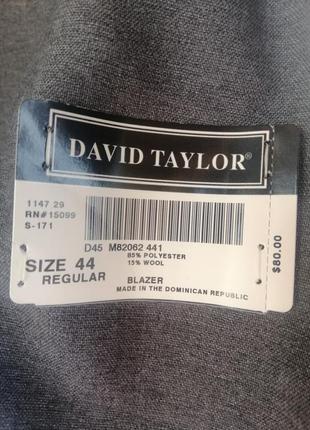 DAVID TAYLOR®
1147 29
RN#15099
S-171
D45 M82062 441
85% POLYESTER
15% WOOL
SIZE 44
REGULAR
BLAZER
MADE IN THE DOMINICAN REPUBLIC
$80.00